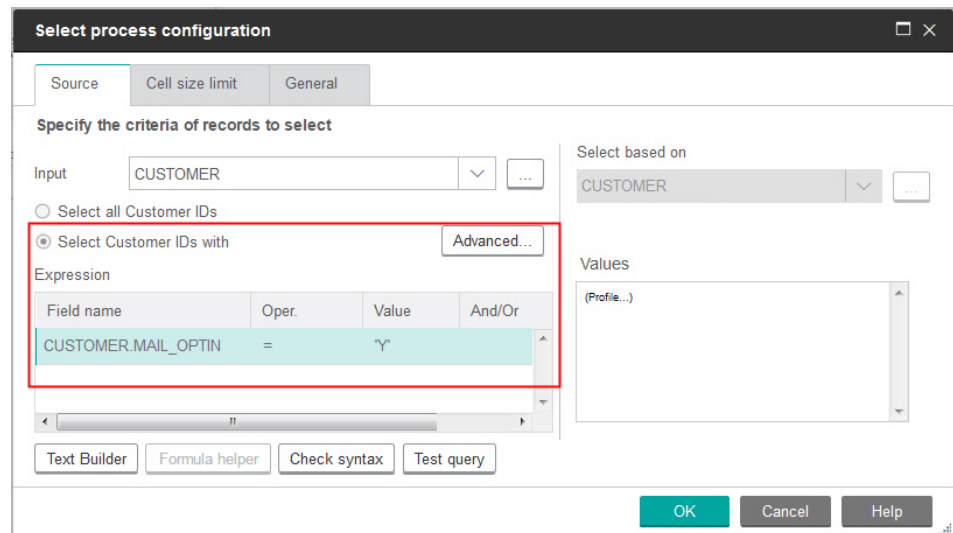 Select process configuration
Source Cell size limit General
Specify the criteria of records to select
Input CUSTOMER ...
Select all Customer IDs
Select Customer IDs with Advanced...
Expression
Field name Oper. Value And/Or
CUSTOMER.MAIL_OPTIN = 'Y'
Text Builder Formula helper Check syntax Test query
Select based on
CUSTOMER ...
Values
(Profile...)
OK Cancel Help